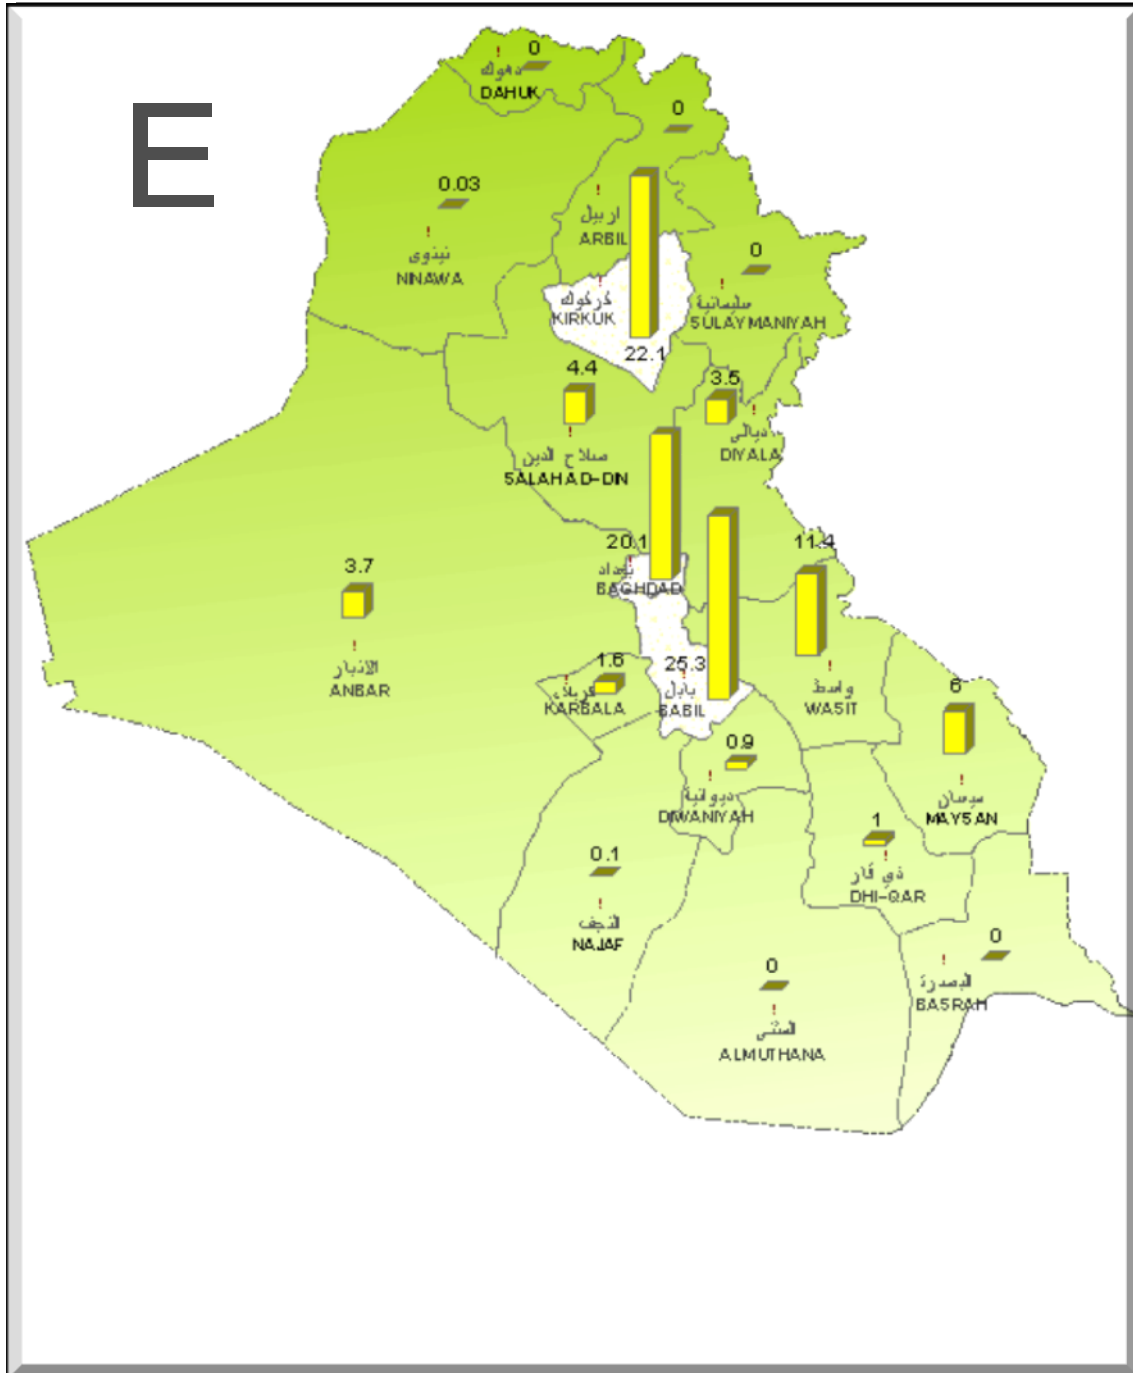 E
0
دهوك
DAHUK
0
0.03
اربيل
ARBIL
نينوى
NINAWA
0
سليمانية
SULAYMANIYAH
كركوك
KIRKUK
22.1
4.4
3.5
ديالى
DIYALA
صلاح الدين
SALAHAD-DIN
20.1
بغداد
BAGHDAD
11.4
3.7
الانبار
ANBAR
1.6
كربلاء
KARBALA
25.3
بابل
BABIL
واسط
WASIT
6
ميسان
MAYSAN
0.9
ديوانية
DIWANIYAH
1
ذي قار
DHI-QAR
0.1
النجف
NAJAF
0
البصرة
BASRAH
0
المثنى
ALMUTHANA